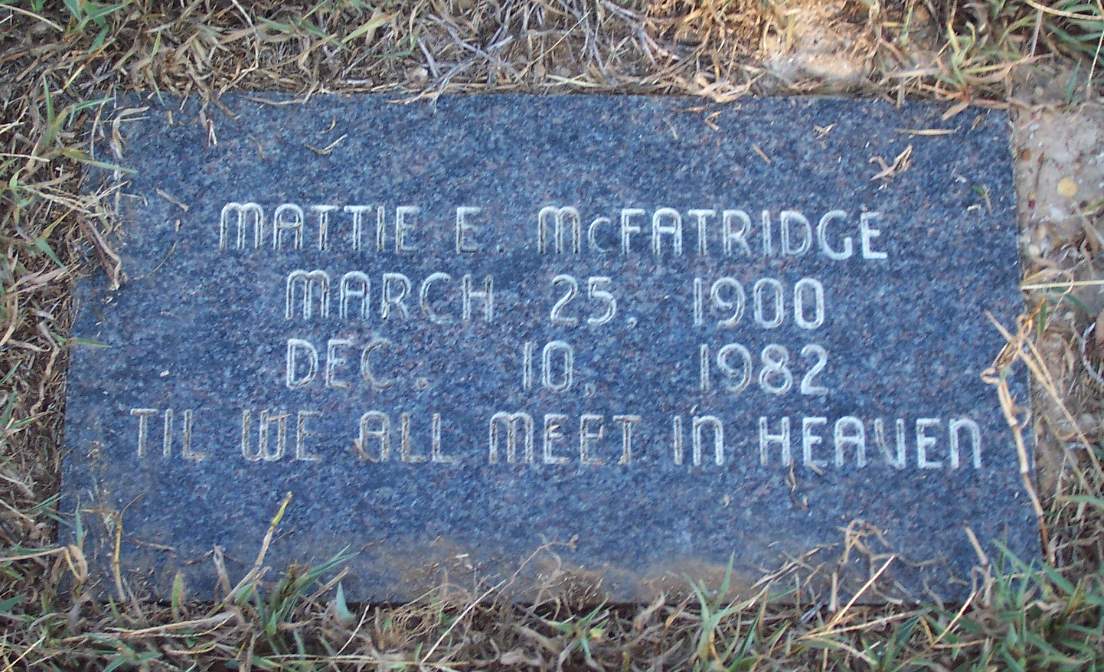 MATTIE E. McFATRIDGE
MARCH 25, 1900
DEC. 10, 1982
TIL WE ALL MEET IN HEAVEN